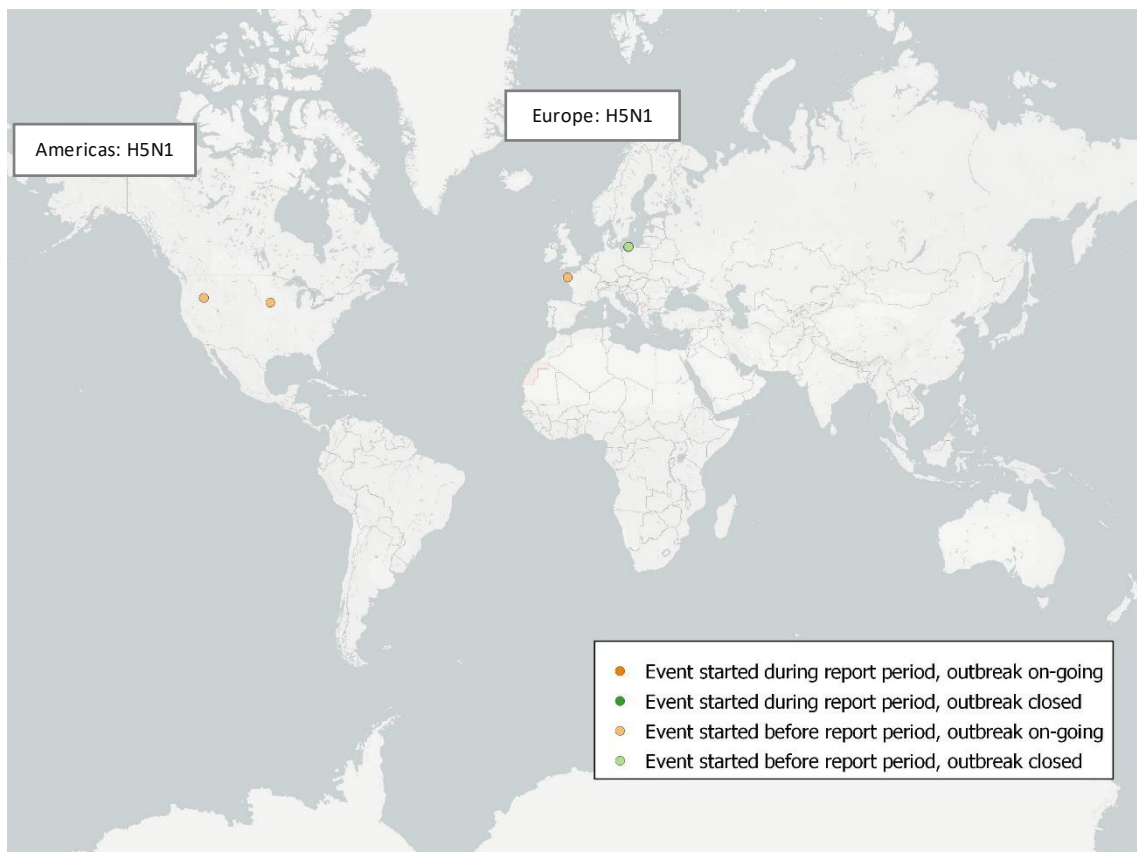 Europe: H5N1
Americas: H5N1
Event started during report period, outbreak on-going
Event started during report period, outbreak closed
Event started before report period, outbreak on-going
Event started before report period, outbreak closed